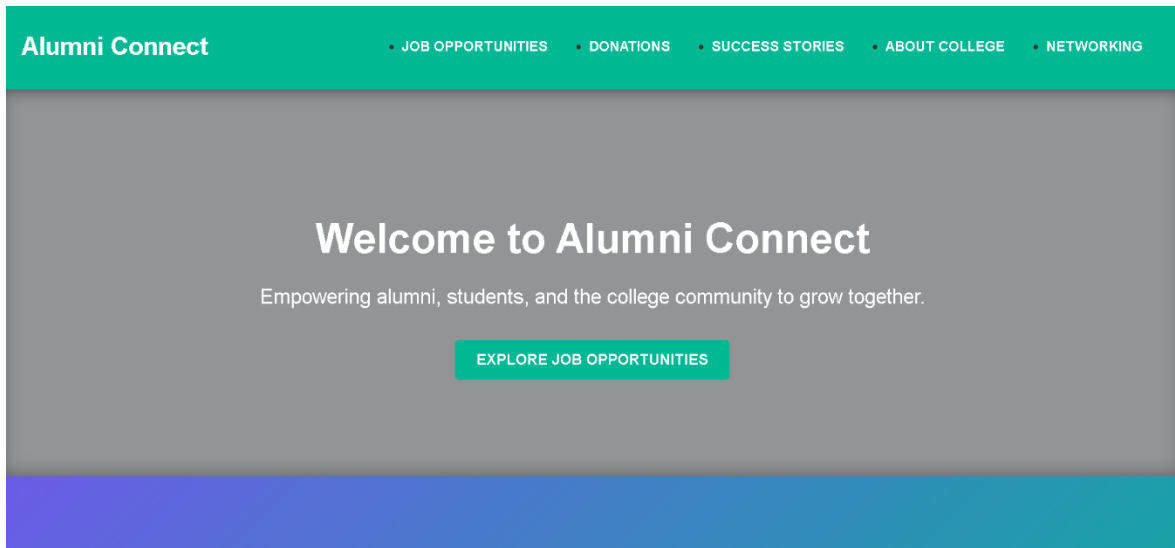 Alumni Connect
• JOB OPPORTUNITIES • DONATIONS • SUCCESS STORIES • ABOUT COLLEGE • NETWORKING
Welcome to Alumni Connect
Empowering alumni, students, and the college community to grow together.
EXPLORE JOB OPPORTUNITIES